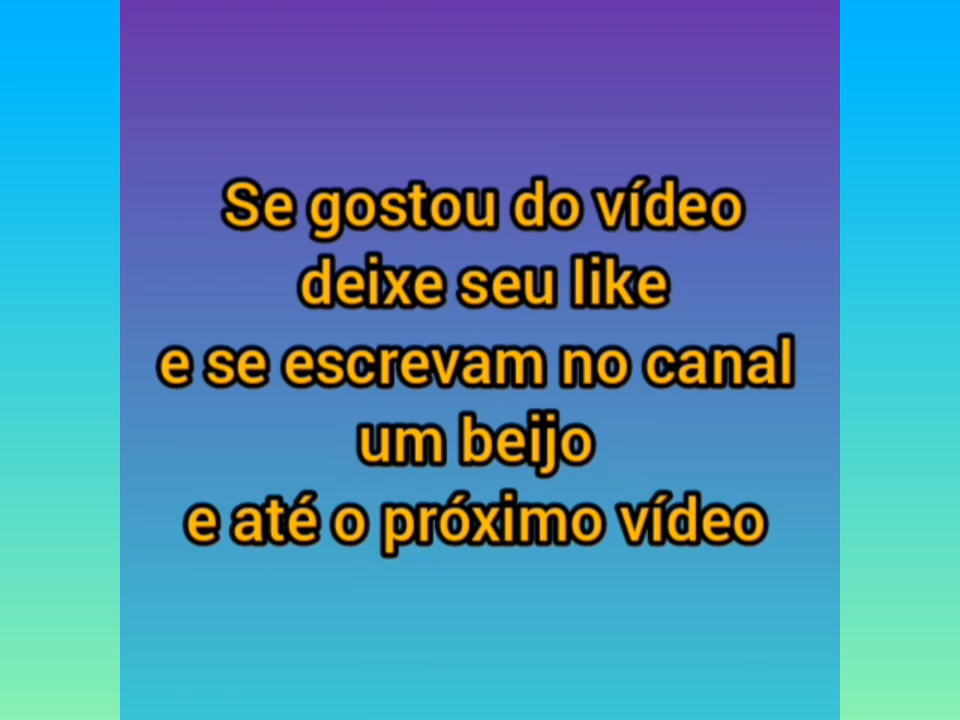 Se gostou do vídeo
deixe seu like
e se escrevam no canal
um beijo
e até o próximo vídeo